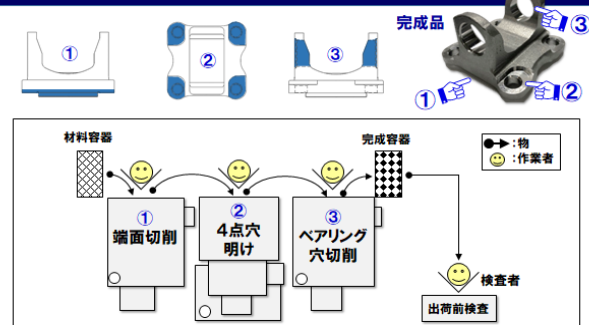 完成品
①
②
③
③
①
②
材料容器
完成容器
:物
:作業者
①
端面切削
②
4点穴
明け
③
ベアリング
穴切削
検査者
出荷前検査